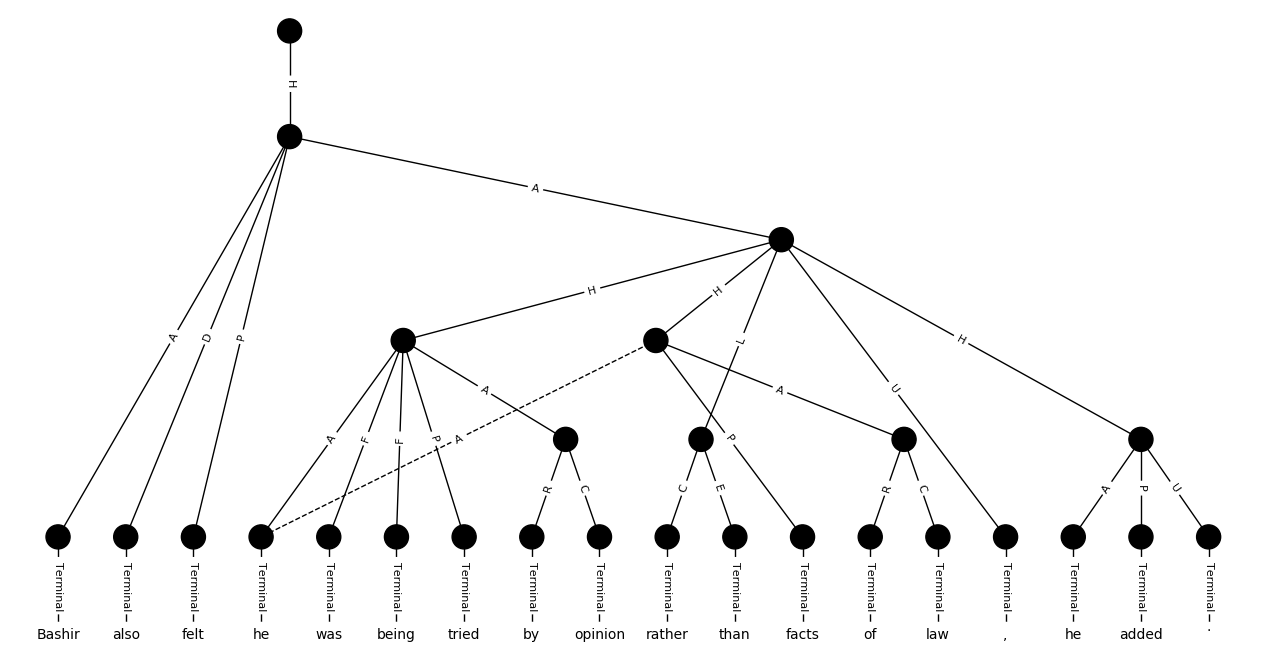 H
A
H
H
A
D
P
L
H
A
A
U
A
F
F
P
A
P
R
C
C
E
R
C
A
P
U
Terminal Terminal Terminal Terminal Terminal Terminal Terminal Terminal Terminal Terminal Terminal Terminal Terminal Terminal Terminal Terminal Terminal Terminal
Bashir also felt he was being tried by opinion rather than facts of law , he added .